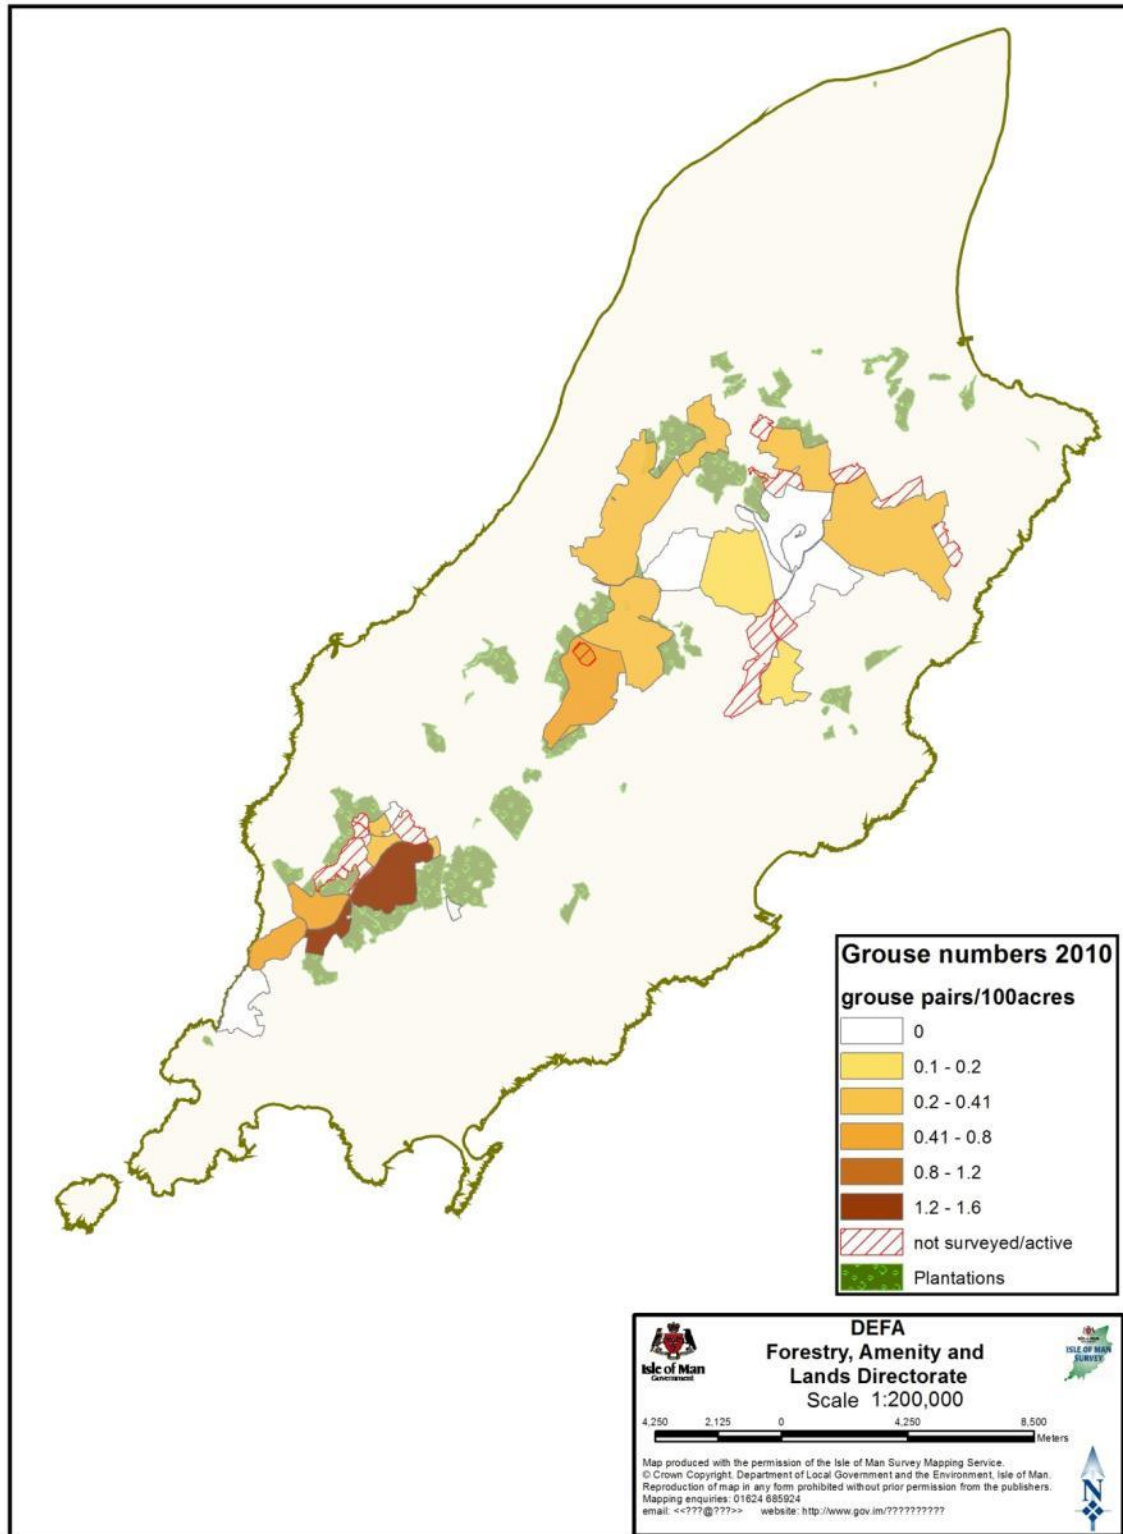 Grouse numbers 2010
grouse pairs/100acres
0
0.1 - 0.2
0.2 - 0.41
0.41 - 0.8
0.8 - 1.2
1.2 - 1.6
not surveyed/active
Plantations
Isle of Man
Government
DEFA
Forestry, Amenity and
Lands Directorate
Scale 1:200,000
ISLE OF MAN
SURVEY
4,250 2,125 0 4,250 8,500
Meters
Map produced with the permission of the Isle of Man Survey Mapping Service.
© Crown Copyright. Department of Local Government and the Environment, Isle of Man.
Reproduction of map in any form prohibited without prior permission from the publishers.
Mapping enquiries: 01624 685924
email: <<???@???>> website: http://www.gov.im/??????????
N